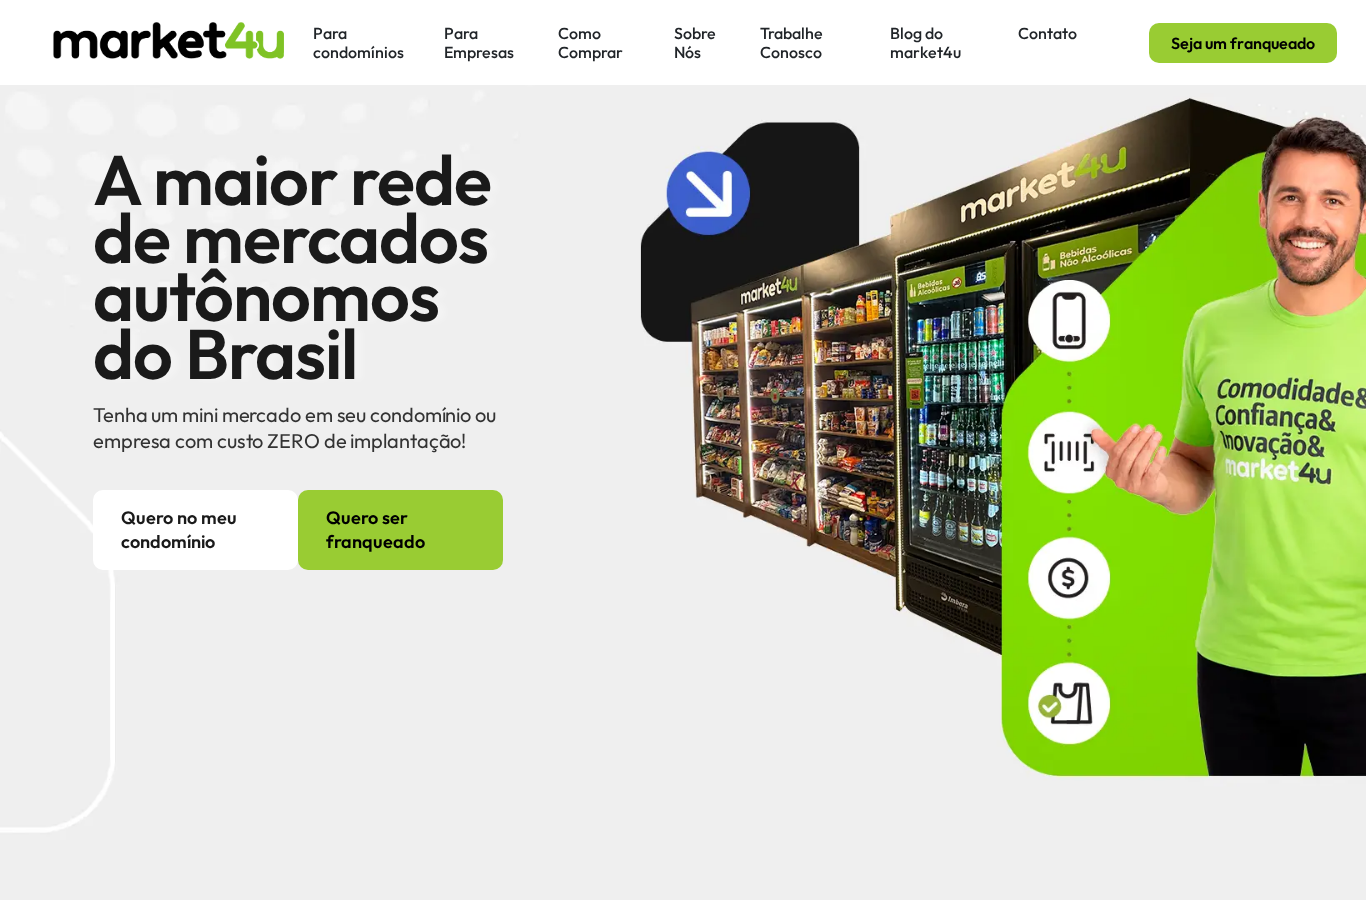 market4u
Para
condomínios
Para
Empresas
Como
Comprar
Sobre
Nós
Trabalhe
Conosco
Blog do
market4u
Contato
Seja um franqueado
A maior rede
de mercados
autônomos
do Brasil
Tenha um mini mercado em seu condomínio ou
empresa com custo ZERO de implantação!
Quero no meu
condomínio
Quero ser
franqueado
market4u
market4u
Bebidas
Alcoólicas
Bebidas
Não Alcoólicas
Imbera
Comodidade&
Confiança&
Inovação&
market4u